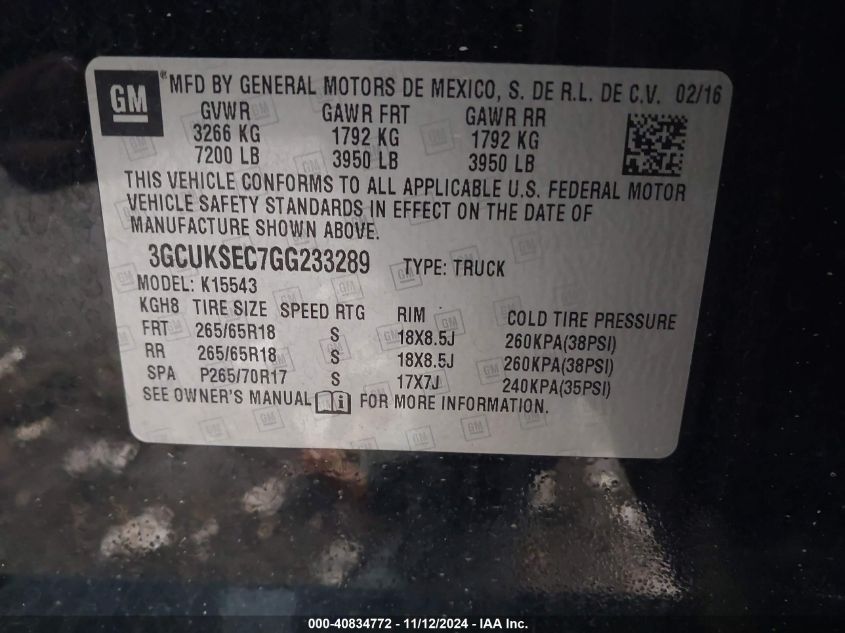 GM ® MFD BY GENERAL MOTORS DE MEXICO, S. DE R.L. DE C.V. 02/16
GVWR GAWR FRT GAWR RR
3266 KG 1792 KG 1792 KG
7200 LB 3950 LB 3950 LB
THIS VEHICLE CONFORMS TO ALL APPLICABLE U.S. FEDERAL MOTOR
VEHICLE SAFETY STANDARDS IN EFFECT ON THE DATE OF
MANUFACTURE SHOWN ABOVE.
3GCUKSEC7GG233289 TYPE: TRUCK
MODEL: K15543
KGH8 TIRE SIZE SPEED RTG RIM COLD TIRE PRESSURE
FRT 265/65R18 S 18X8.5J 260KPA(38PSI)
RR 265/65R18 S 18X8.5J 260KPA(38PSI)
SPA P265/70R17 S 17X7J 240KPA(35PSI)
SEE OWNER'S MANUAL i FOR MORE INFORMATION.
000-40834772 - 11/12/2024 - IAA Inc.